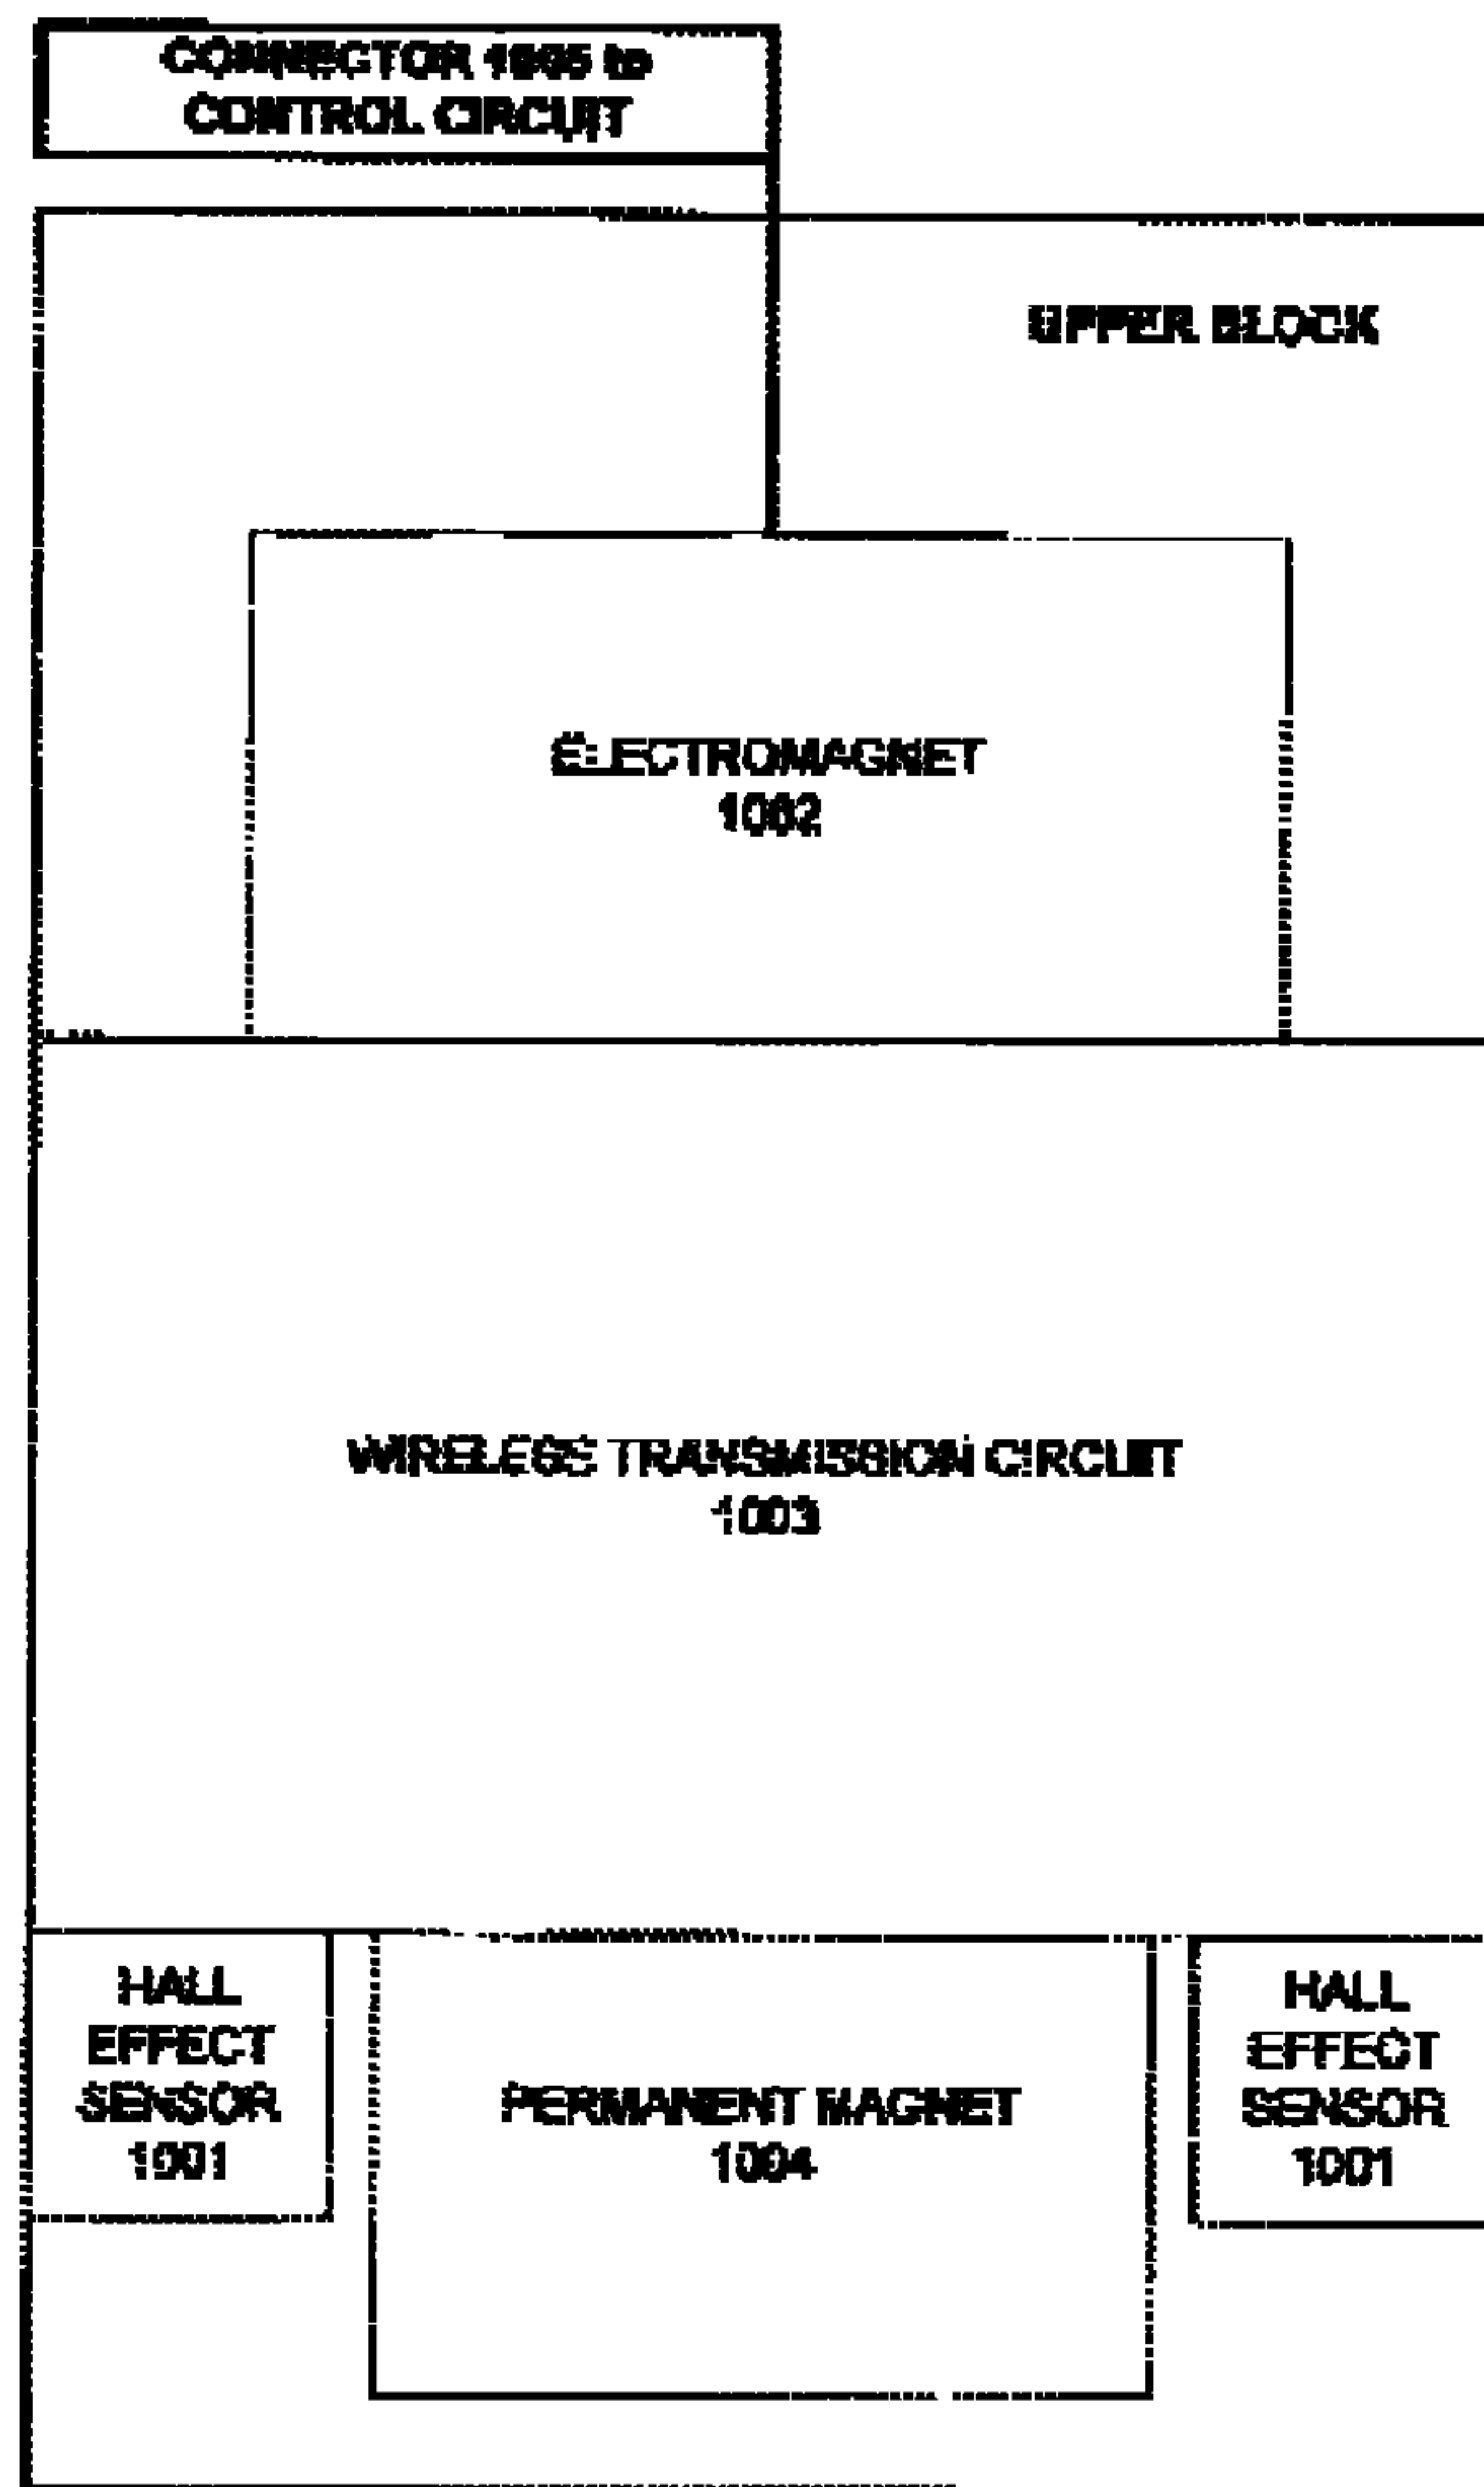 CONNECTOR 1005 to
CONTROL CIRCUIT
UPPER BLOCK
ELECTROMAGNET
1002
WIRELESS TRANSMISSION CIRCUIT
1003
HALL
EFFECT
SENSOR
1001
PERMANENT MAGNET
1004
HALL
EFFECT
SENSOR
1001